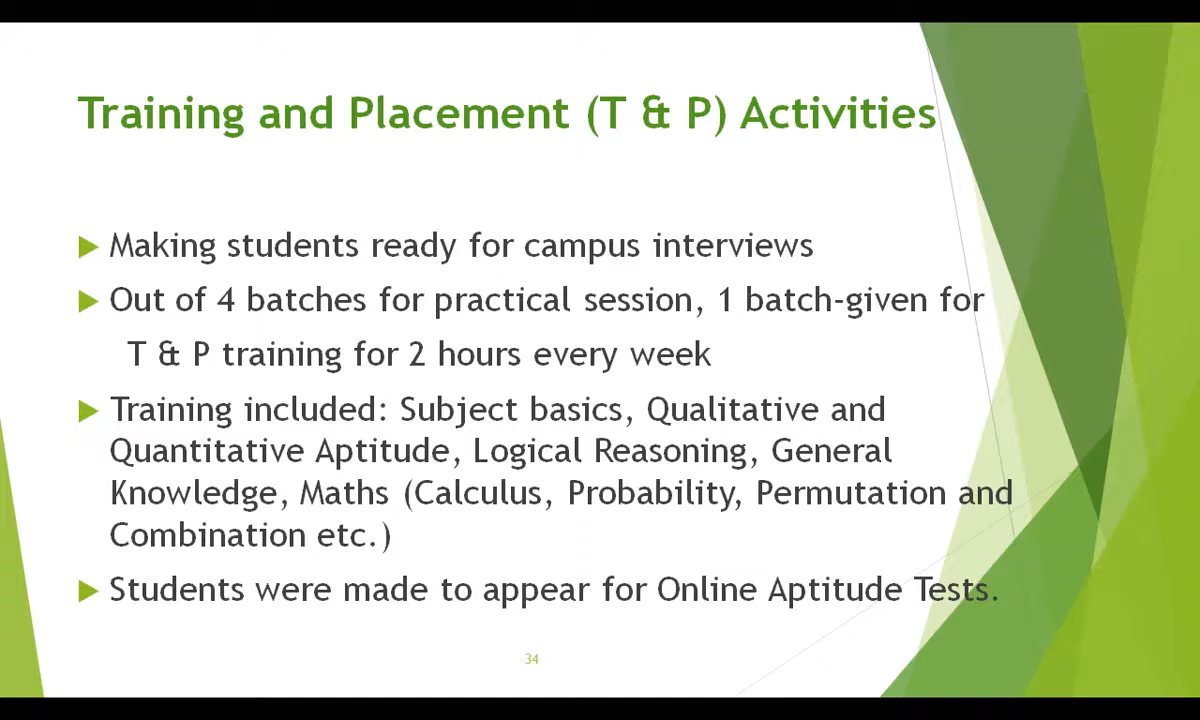 Training and Placement (T & P) Activities
Making students ready for campus interviews
Out of 4 batches for practical session, 1 batch-given for
T & P training for 2 hours every week
Training included: Subject basics, Qualitative and
Quantitative Aptitude, Logical Reasoning, General
Knowledge, Maths (Calculus, Probability, Permutation and
Combination etc.)
Students were made to appear for Online Aptitude Tests.
34